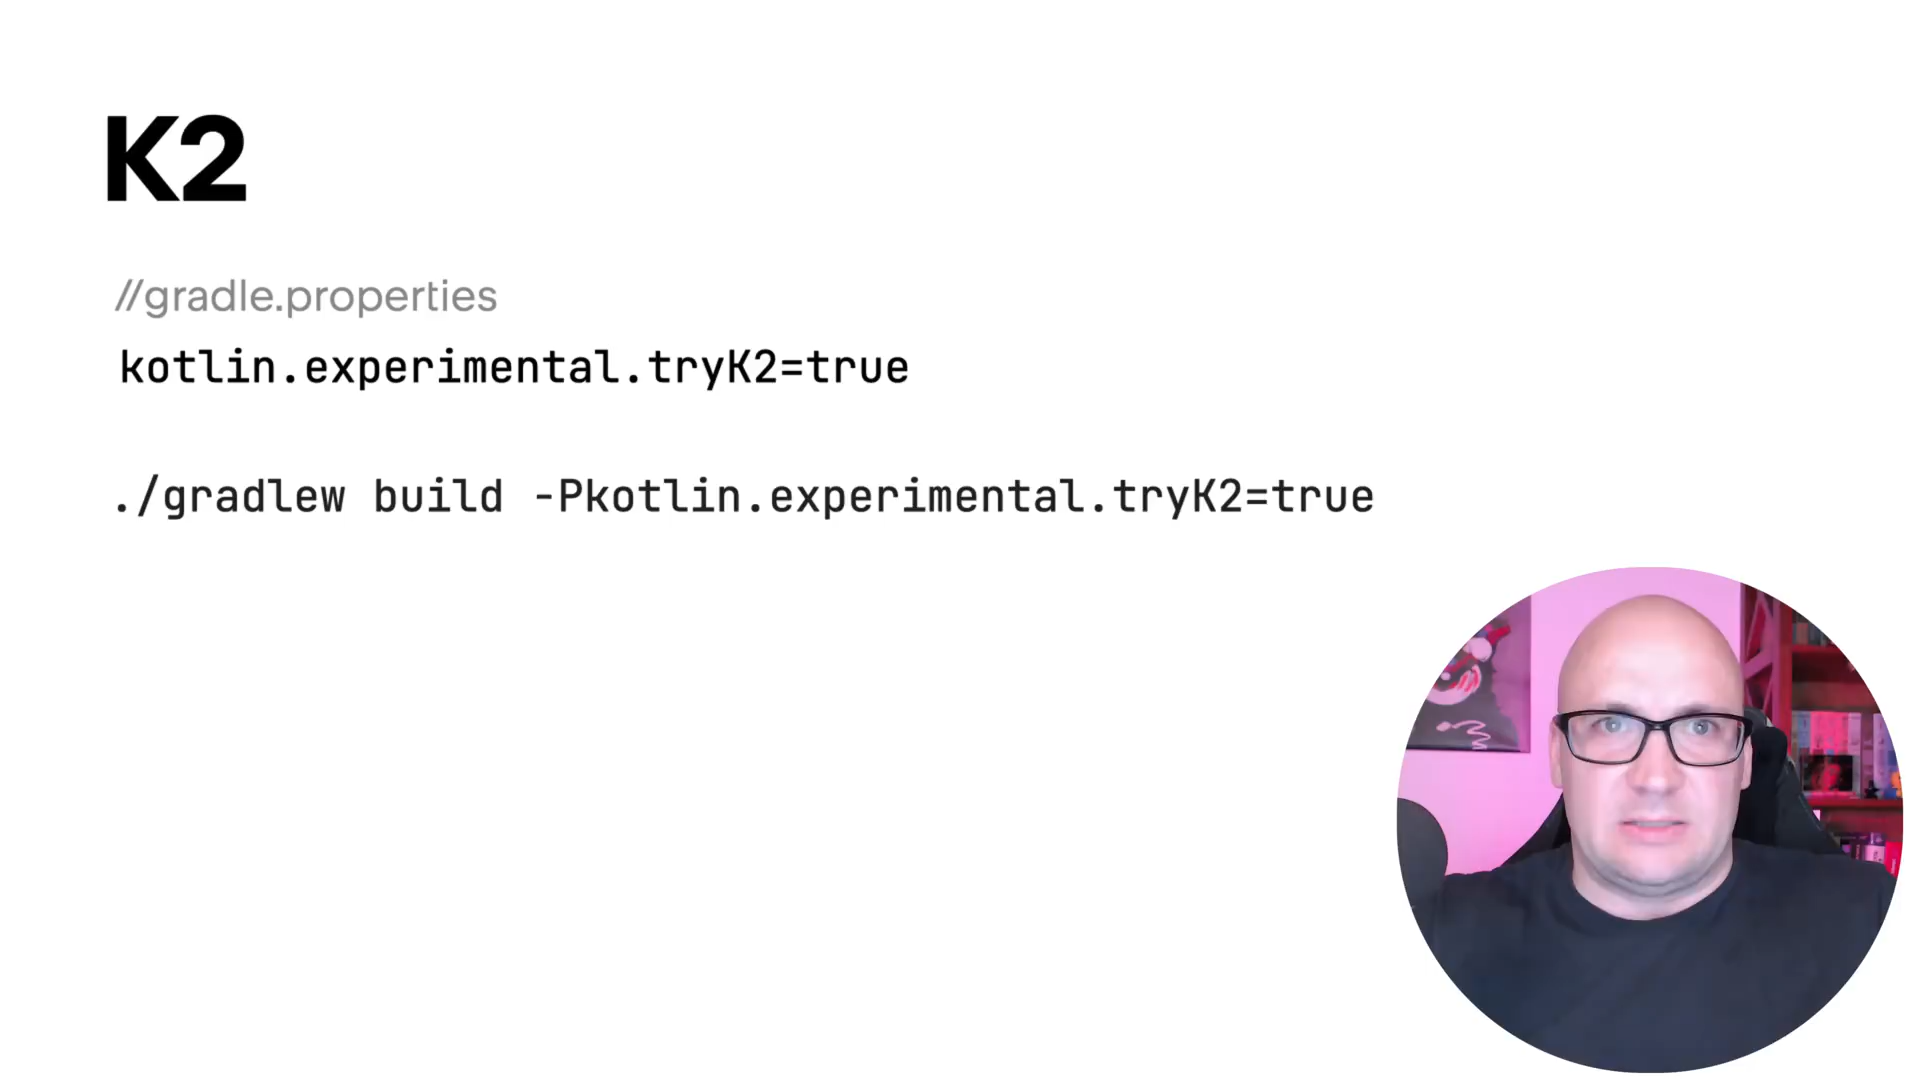 K2
//gradle.properties
kotlin.experimental.tryK2=true
./gradlew build -Pkotlin.experimental.tryK2=true